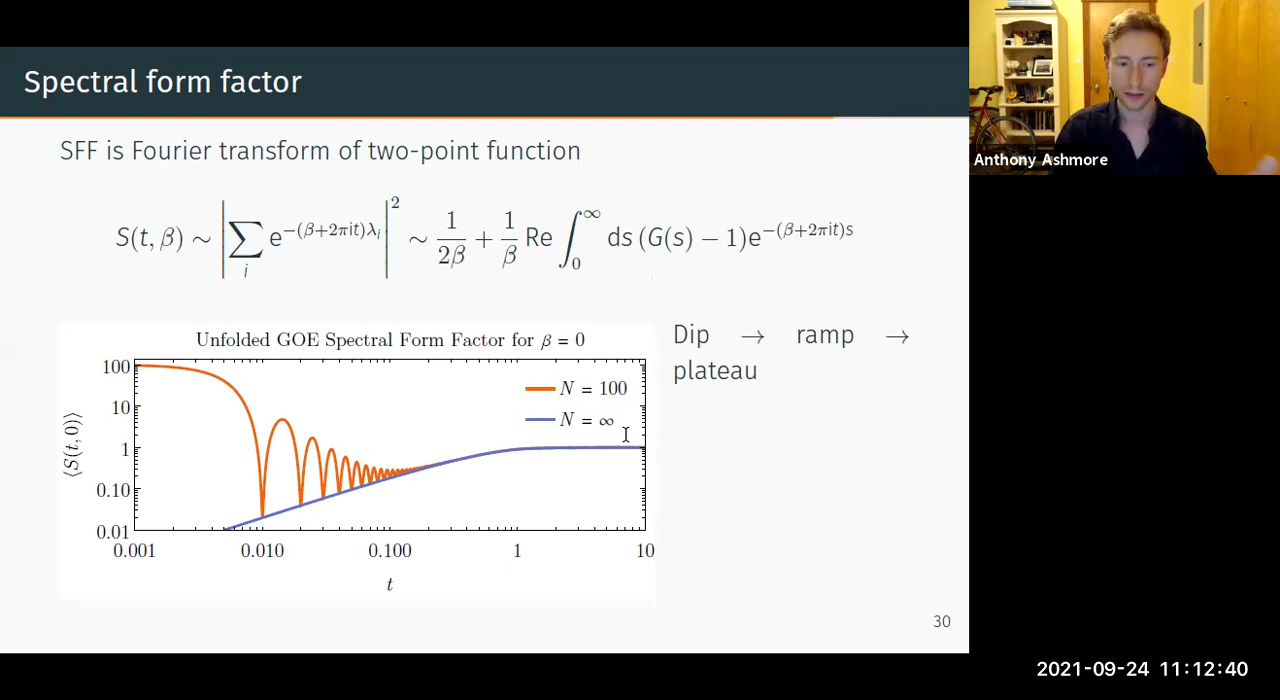 Spectral form factor
SFF is Fourier transform of two-point function
S(t, β) ∼ |∑_i e^{−(β+2πit)λ_i}|² ∼ 1/2β + 1/β Re ∫_0^∞ ds (G(s) − 1)e^{−(β+2πit)s}
Unfolded GOE Spectral Form Factor for β = 0
⟨S(t, 0)⟩
100
10
1
0.10
0.01
N = 100
N = ∞
0.001 0.010 0.100 1 10
t
Dip → ramp →
plateau
30
Anthony Ashmore
2021-09-24 11:12:40